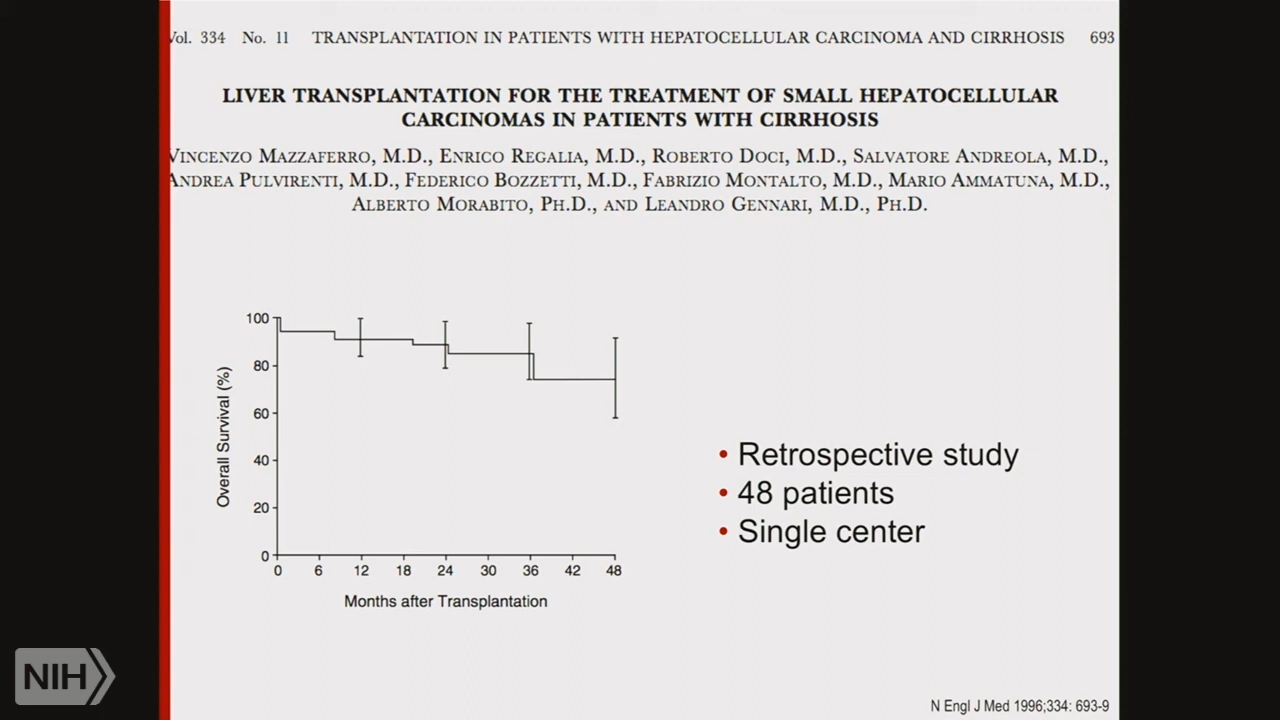 Vol. 334 No. 11 TRANSPLANTATION IN PATIENTS WITH HEPATOCELLULAR CARCINOMA AND CIRRHOSIS 693
LIVER TRANSPLANTATION FOR THE TREATMENT OF SMALL HEPATOCELLULAR
CARCINOMAS IN PATIENTS WITH CIRRHOSIS
VINCENZO MAZZAFERRO, M.D., ENRICO REGALIA, M.D., ROBERTO DOCI, M.D., SALVATORE ANDREOLA, M.D.,
ANDREA PULVIRENTI, M.D., FEDERICO BOZZETTI, M.D., FABRIZIO MONTALTO, M.D., MARIO AMMATUNA, M.D.,
ALBERTO MORABITO, PH.D., AND LEANDRO GENNARI, M.D., PH.D.
Overall Survival (%)
100
80
60
40
20
0
0 6 12 18 24 30 36 42 48
Months after Transplantation
• Retrospective study
• 48 patients
• Single center
NIH
N Engl J Med 1996;334: 693-9